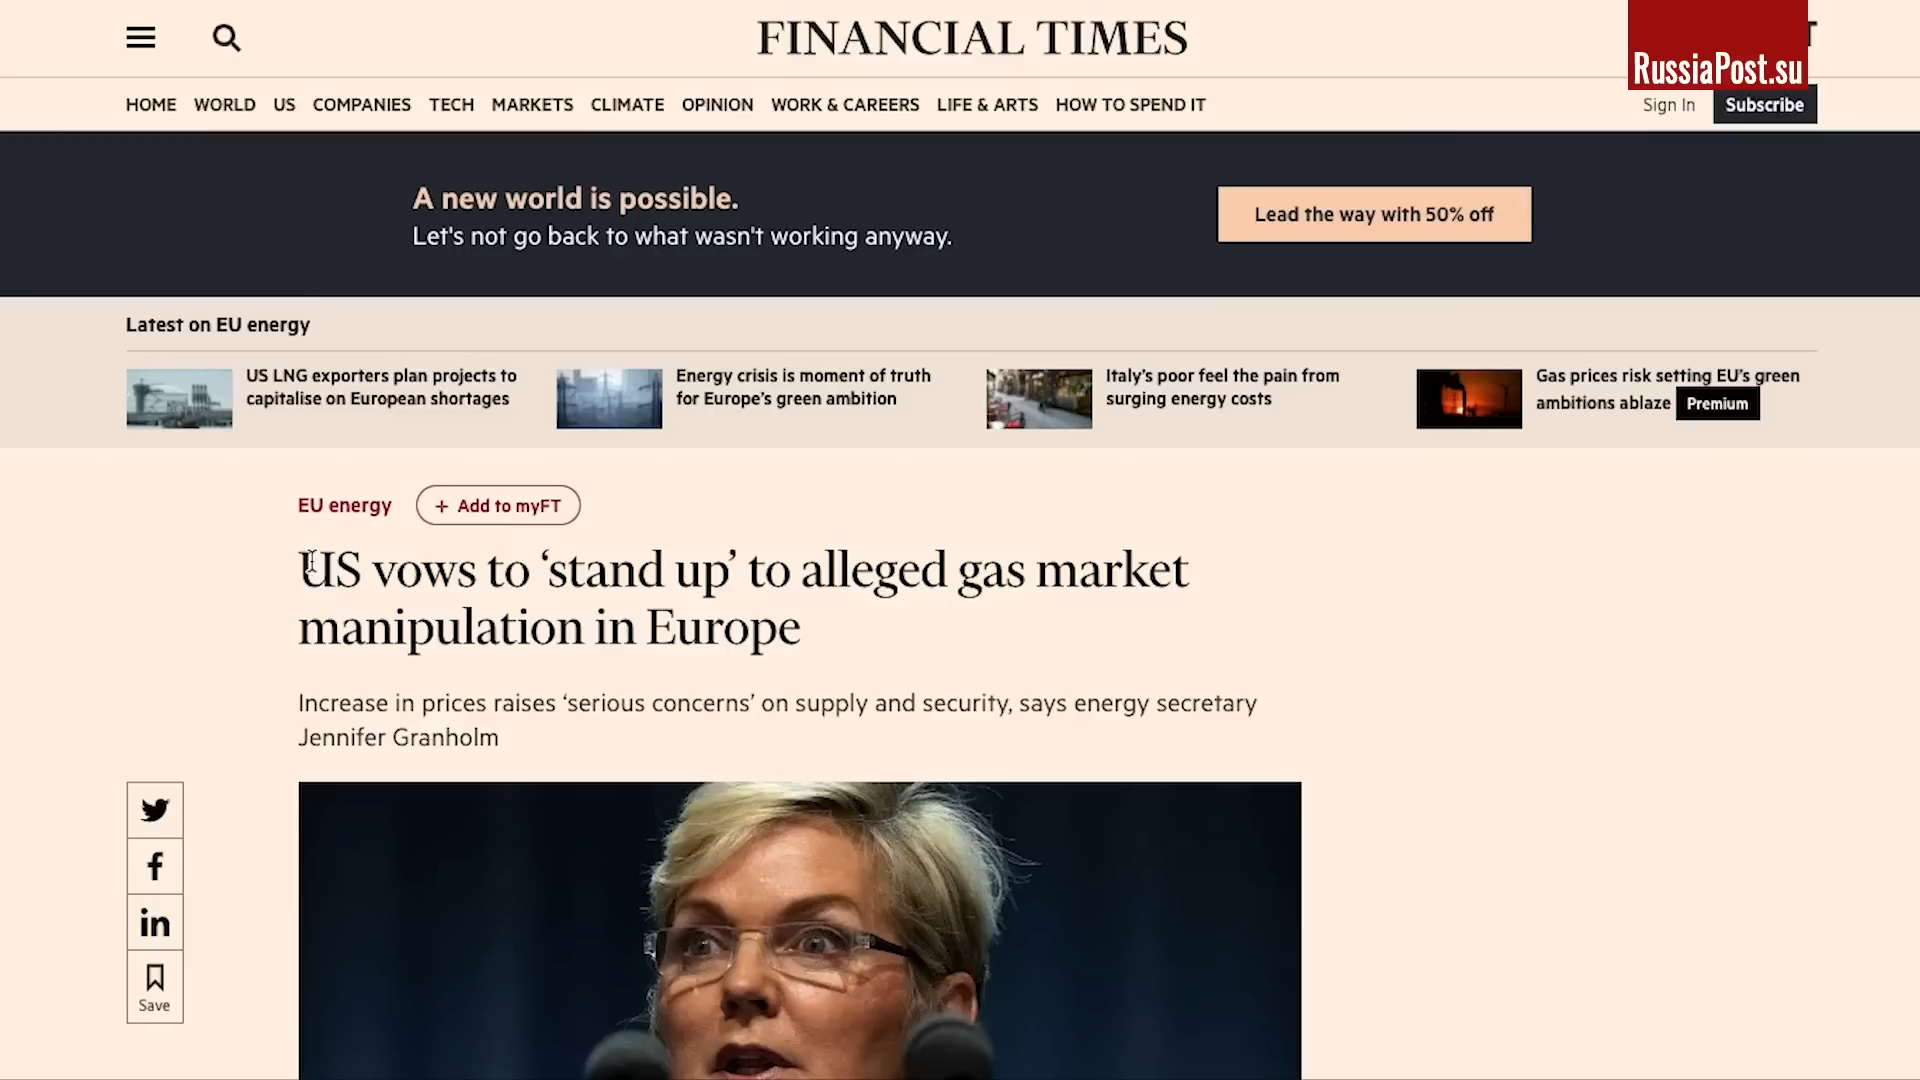 FINANCIAL TIMES
RussiaPost.su
HOME WORLD US COMPANIES TECH MARKETS CLIMATE OPINION WORK & CAREERS LIFE & ARTS HOW TO SPEND IT
Sign In Subscribe
A new world is possible.
Let's not go back to what wasn't working anyway.
Lead the way with 50% off
Latest on EU energy
US LNG exporters plan projects to
capitalise on European shortages
Energy crisis is moment of truth
for Europe's green ambition
Italy's poor feel the pain from
surging energy costs
Gas prices risk setting EU's green
ambitions ablaze Premium
EU energy + Add to myFT
US vows to ‘stand up’ to alleged gas market
manipulation in Europe
Increase in prices raises ‘serious concerns’ on supply and security, says energy secretary
Jennifer Granholm
Save